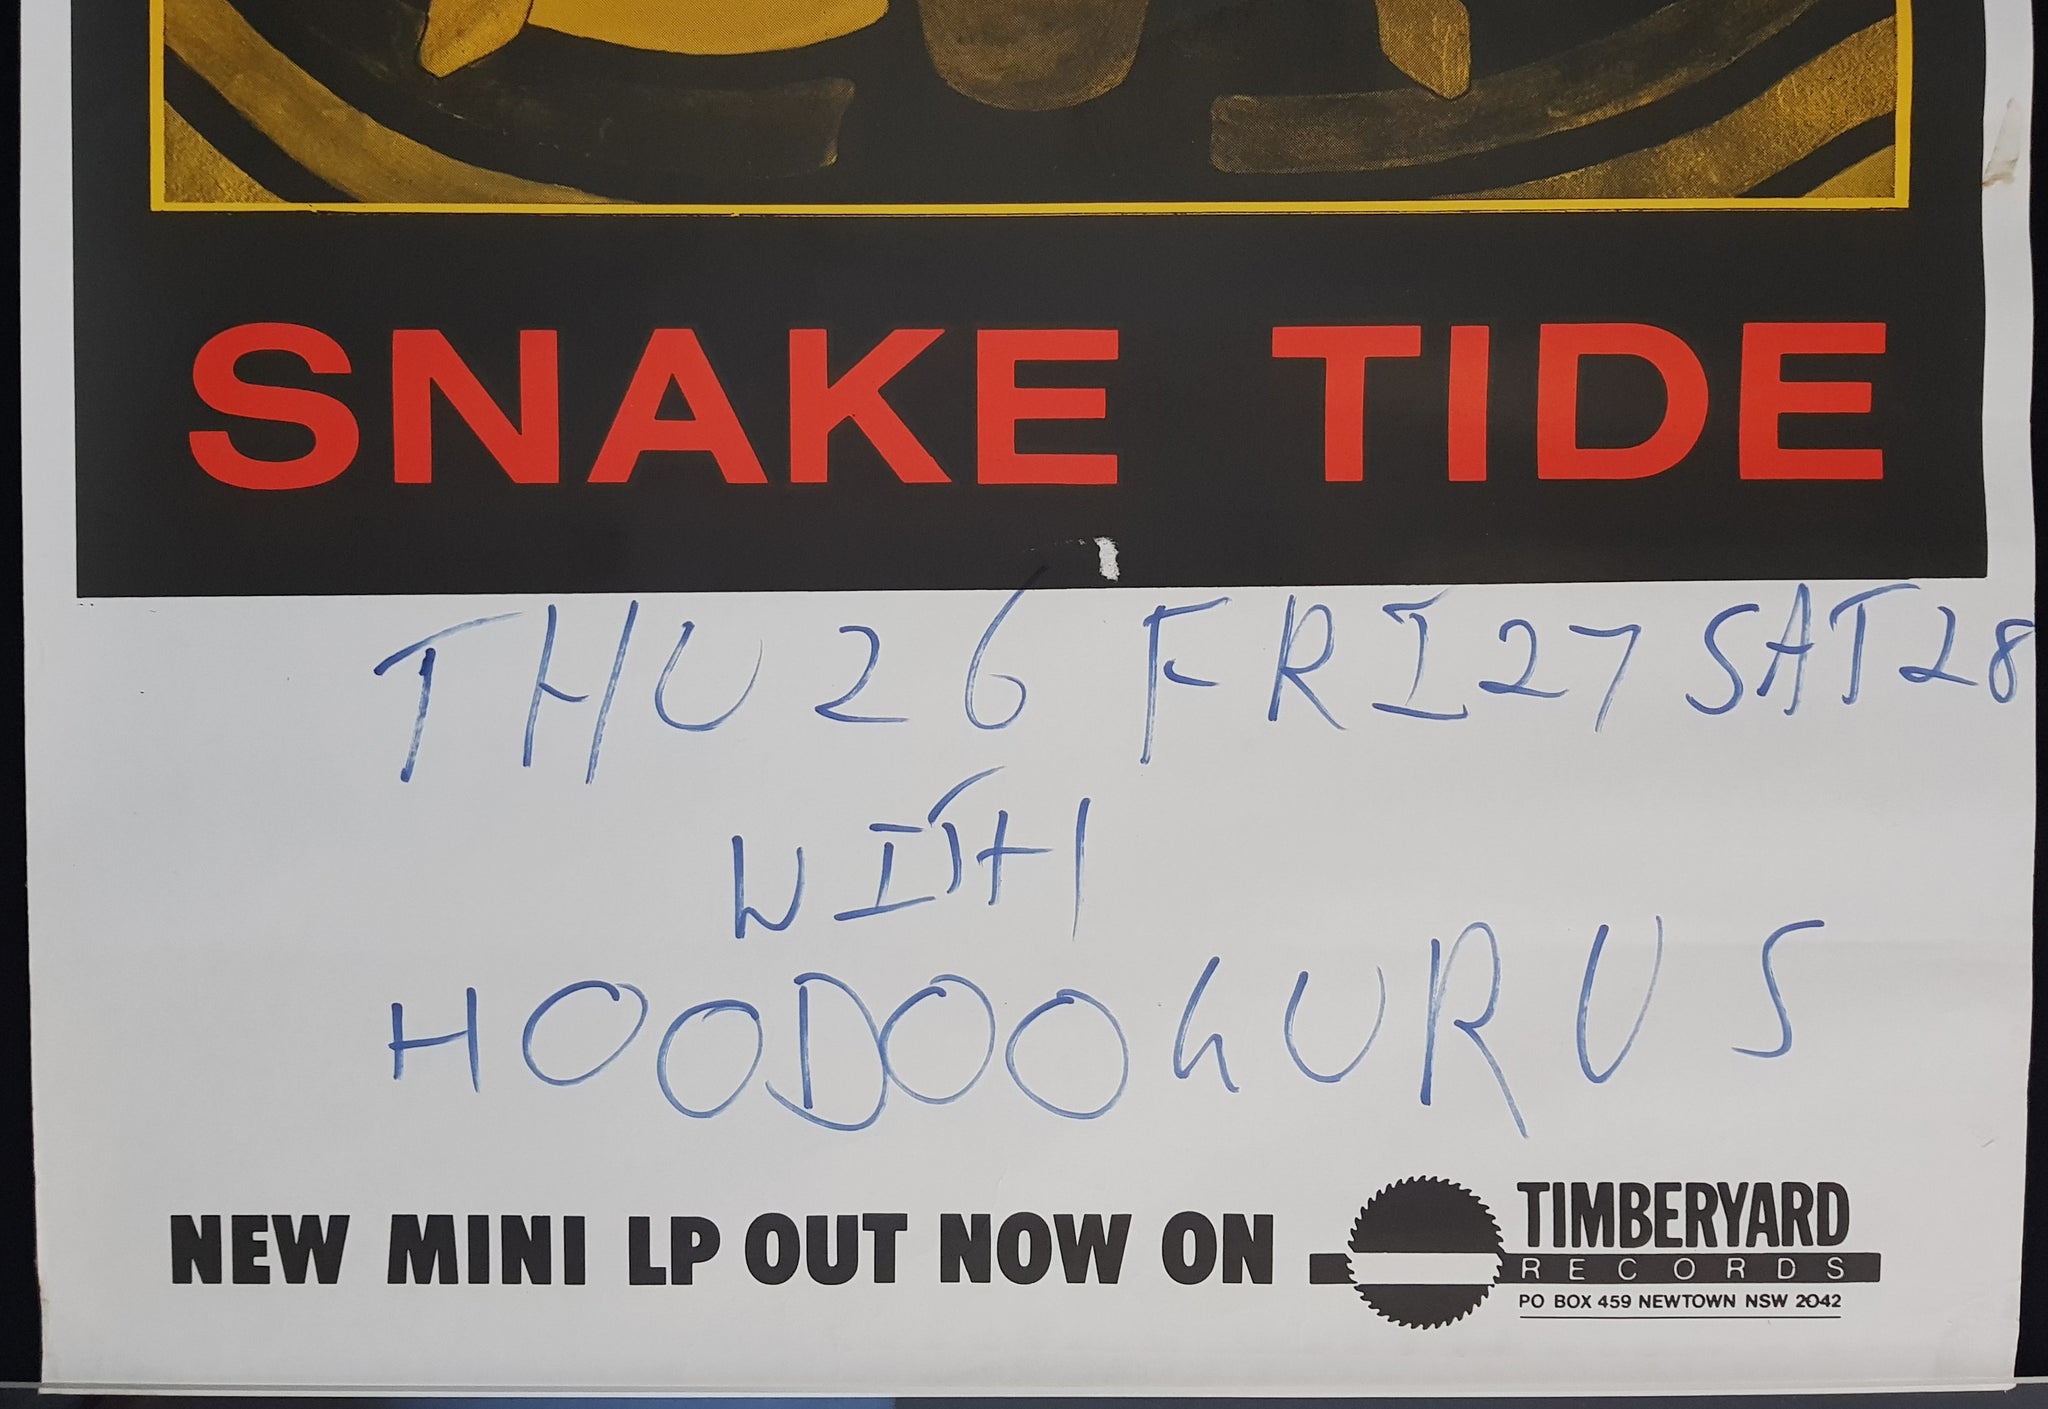 SNAKE TIDE
THU 26 FRI 27 SAT 28
WITH
HOODOO GURUS
NEW MINI LP OUT NOW ON
TIMBERYARD
RECORDS
PO BOX 459 NEWTOWN NSW 2042